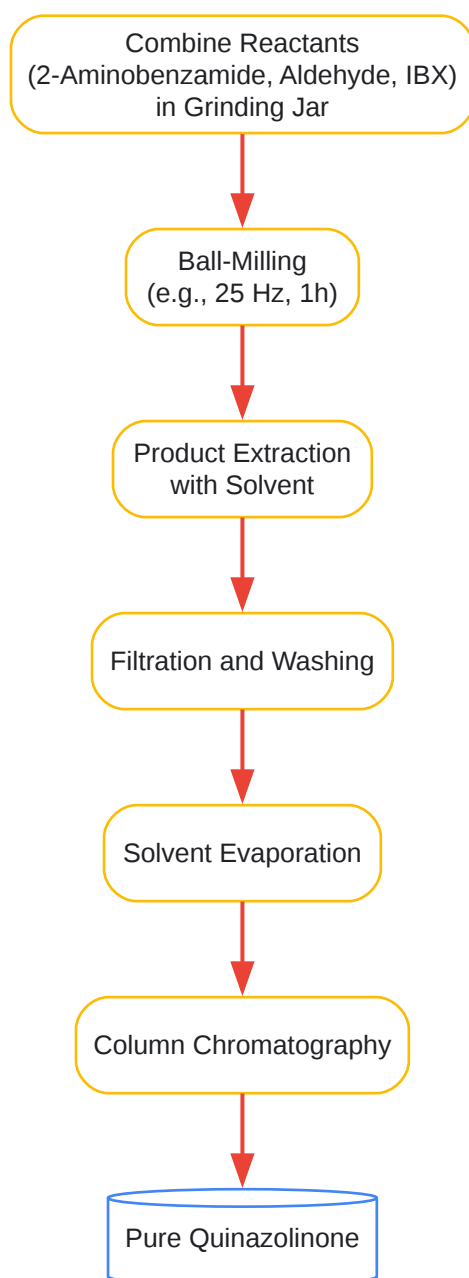 Combine Reactants
(2-Aminobenzamide, Aldehyde, IBX)
in Grinding Jar
Ball-Milling
(e.g., 25 Hz, 1h)
Product Extraction
with Solvent
Filtration and Washing
Solvent Evaporation
Column Chromatography
Pure Quinazolinone